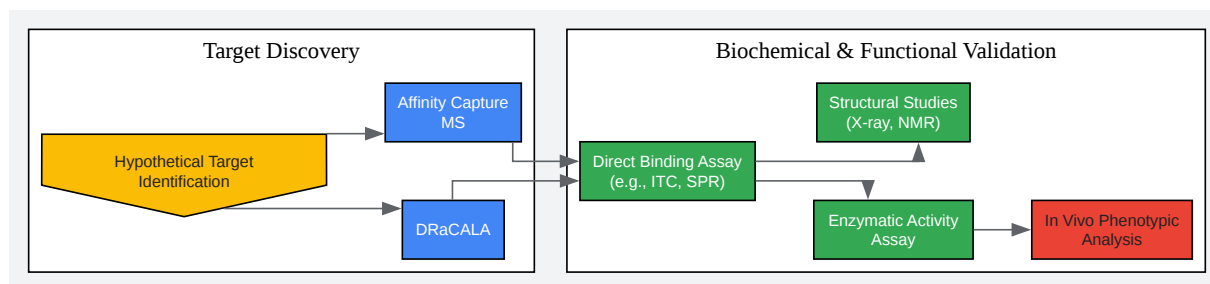 Target Discovery
Hypothetical Target
Identification
Affinity Capture
MS
DRaCALA
Biochemical & Functional Validation
Direct Binding Assay
(e.g., ITC, SPR)
Structural Studies
(X-ray, NMR)
Enzymatic Activity
Assay
In Vivo Phenotypic
Analysis